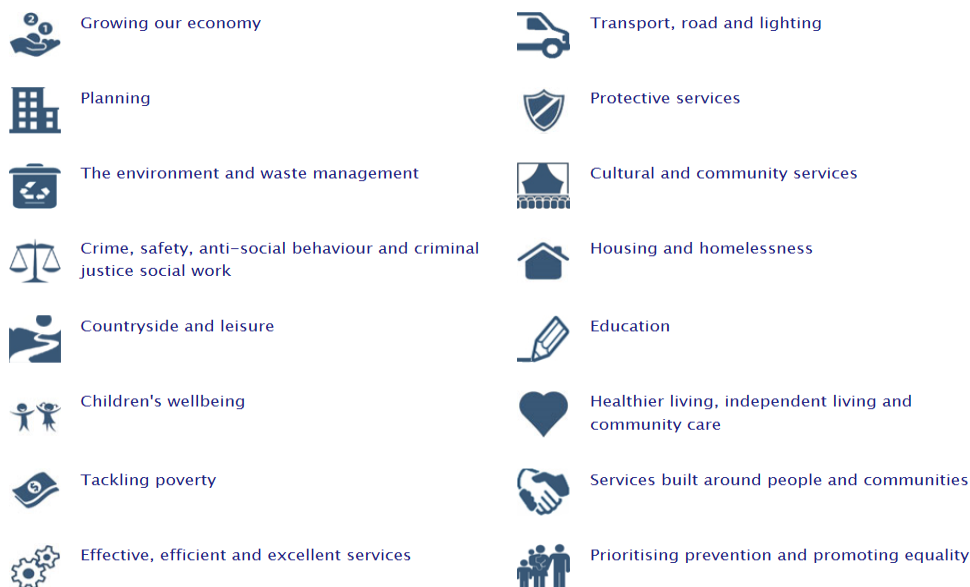 Growing our economy
Transport, road and lighting
Planning
Protective services
The environment and waste management
Cultural and community services
Crime, safety, anti-social behaviour and criminal
justice social work
Housing and homelessness
Countryside and leisure
Education
Children's wellbeing
Healthier living, independent living and
community care
Tackling poverty
Services built around people and communities
Effective, efficient and excellent services
Prioritising prevention and promoting equality
2
1
$